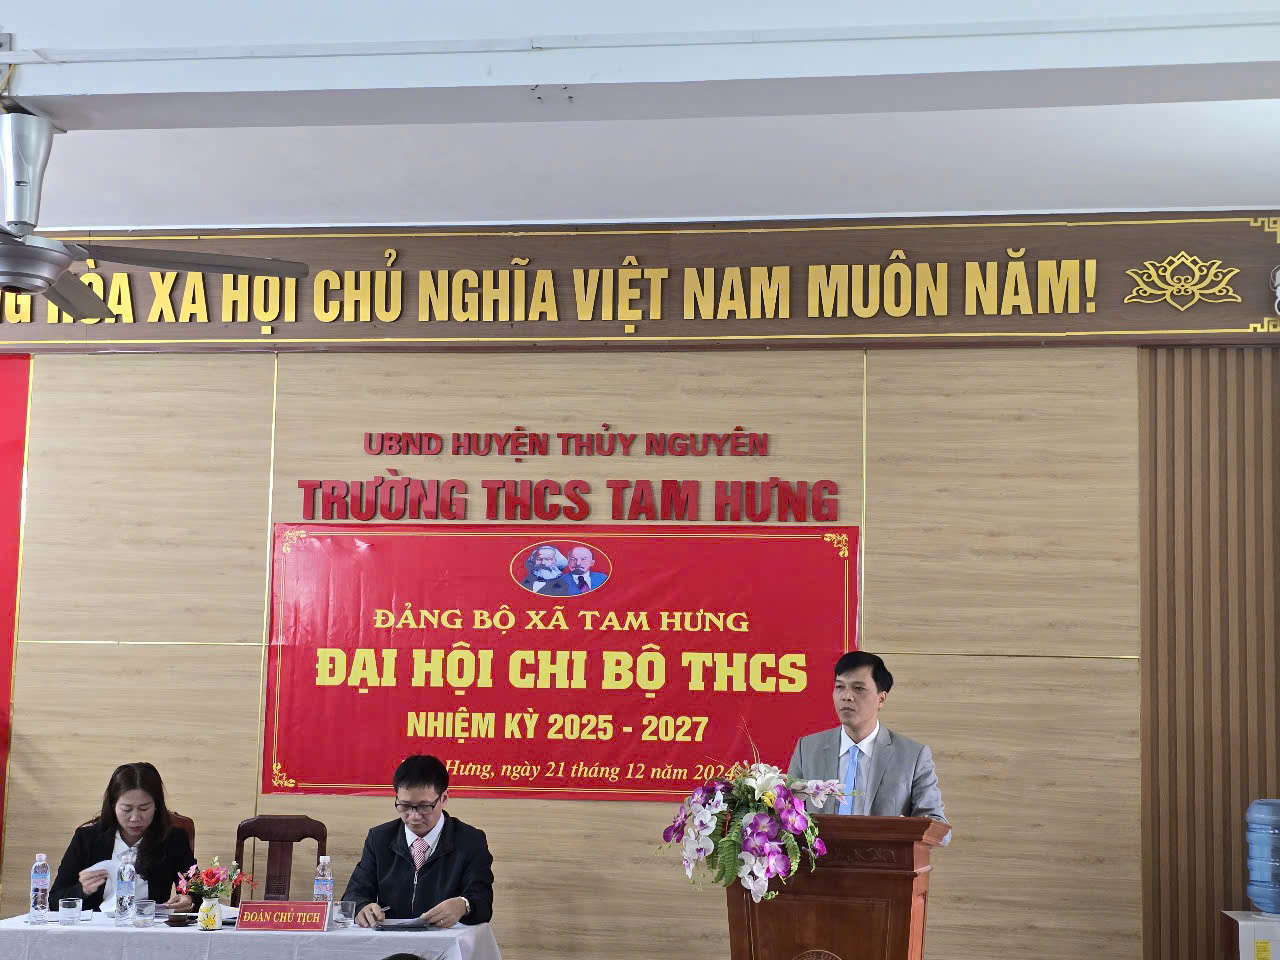 HÒA XA HỘI CHỦ NGHĨA VIỆT NAM MUÔN NĂM!
UBND HUYỆN THỦY NGUYÊN
TRƯỜNG THCS TAM HƯNG
ĐẢNG BỘ XÃ TAM HƯNG
ĐẠI HỘI CHI BỘ THCS
NHIỆM KỲ 2025 - 2027
Hưng, ngày 21 tháng 12 năm 2024
ĐOÀN CHỦ TỊCH